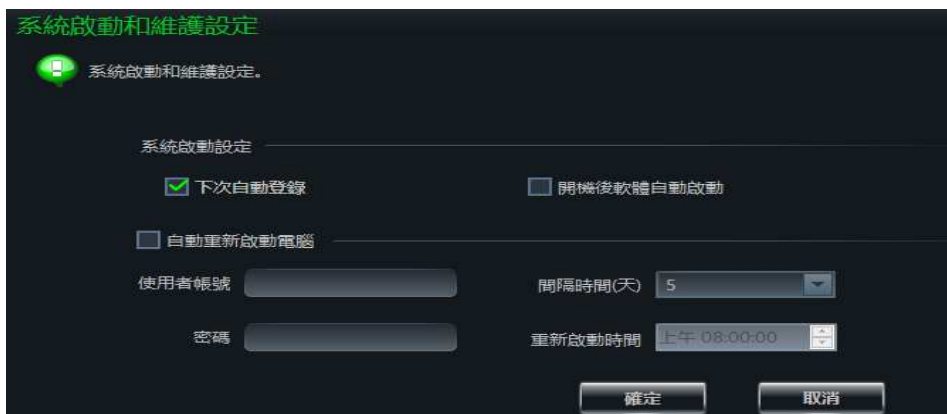 系統啟動和維護設定
系統啟動和維護設定。
系統啟動設定
下次自動登錄 開機後軟體自動啟動
自動重新啟動電腦
使用者帳號 間隔時間(天) 5
密碼 重新啟動時間 上午 08:00:00
確定 取消